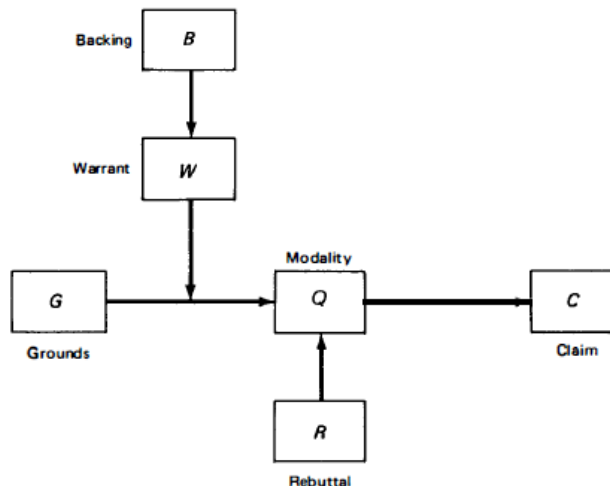 Backing
B
Warrant
W
Modality
G
Q
C
Grounds
Claim
R
Rebuttal